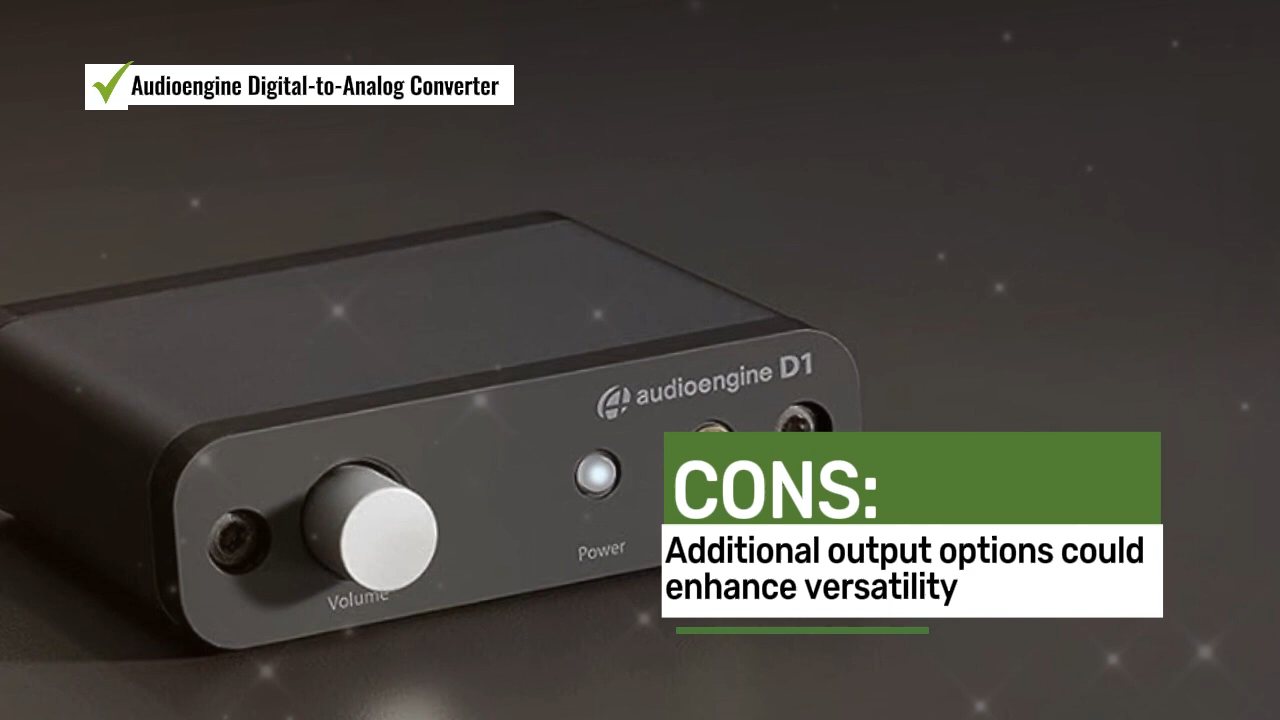 Audioengine Digital-to-Analog Converter
audioengine D1
CONS:
Additional output options could
enhance versatility
Power
Volume